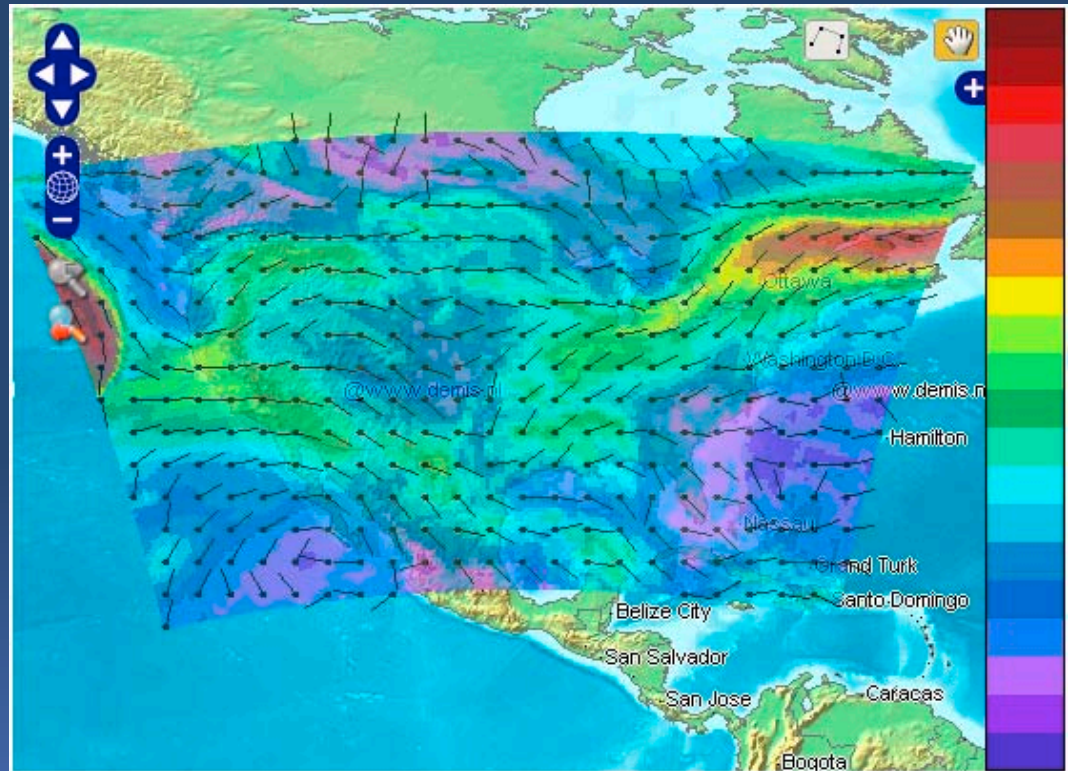 Ottawa
Washington D.C.
@www.demis.nl
@www.demis.n
Hamilton
Nassau
Grand Turk
Santo Domingo
Belize City
San Salvador
San Jose
Caracas
Bogota